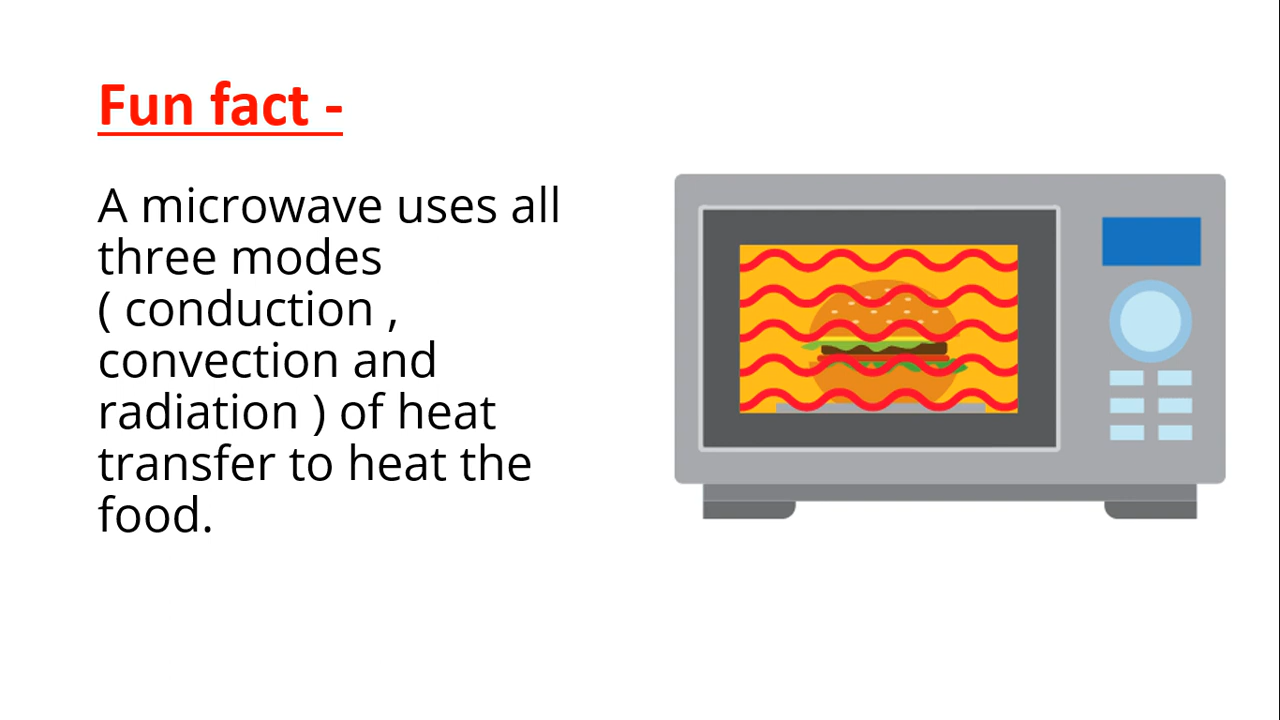 Fun fact -
A microwave uses all
three modes
( conduction ,
convection and
radiation ) of heat
transfer to heat the
food.